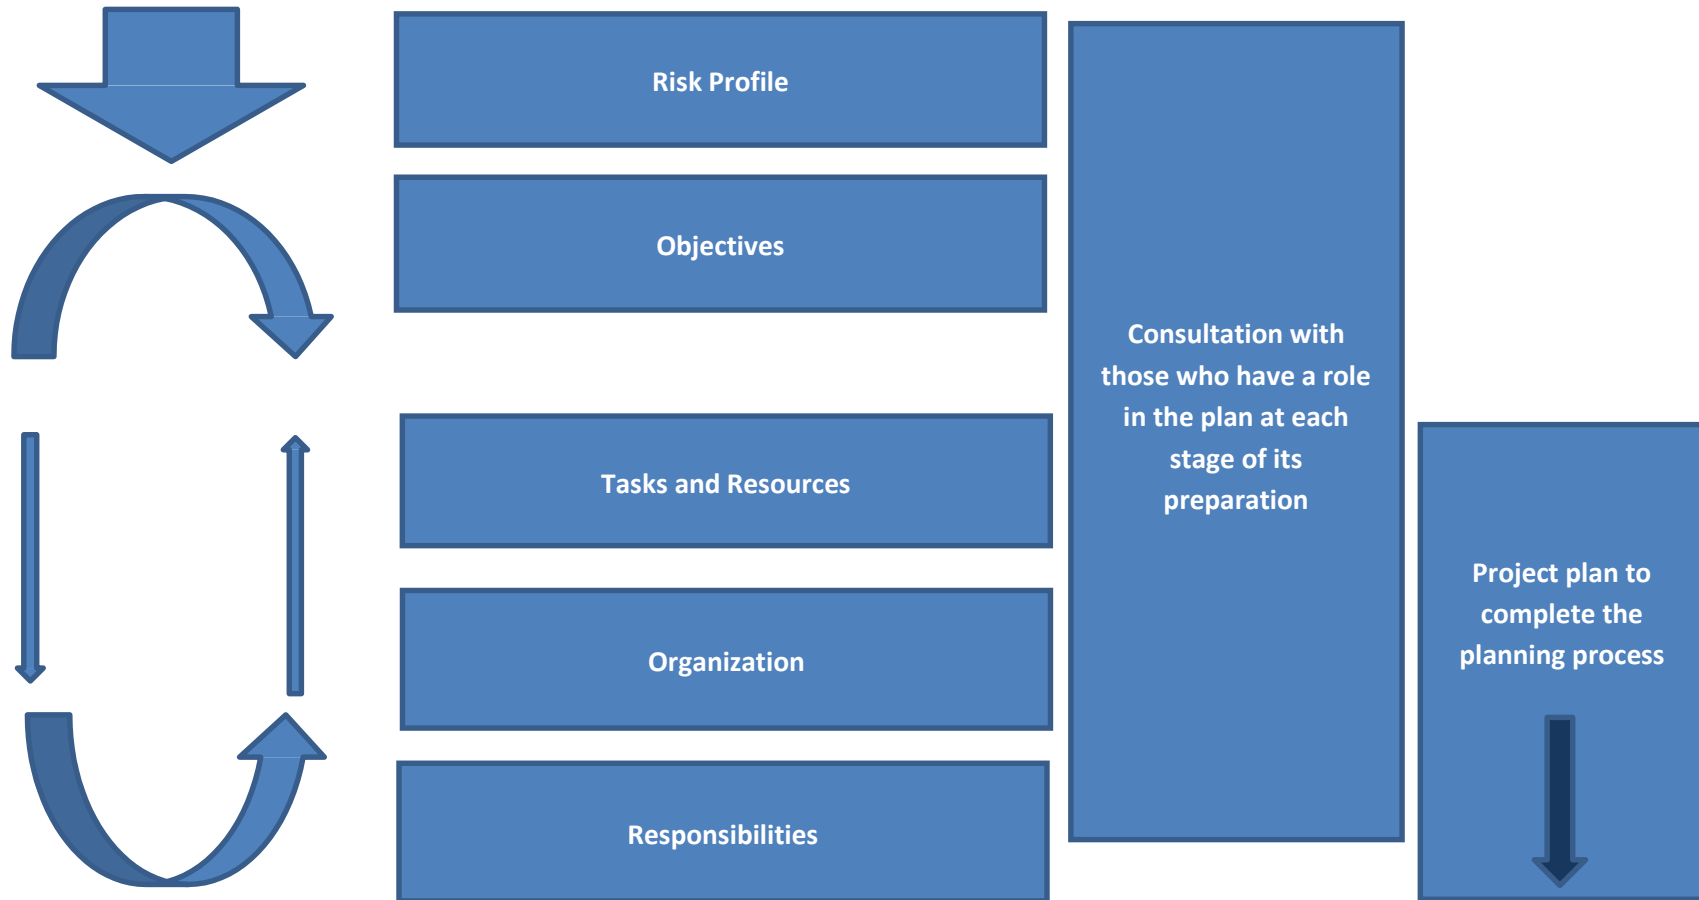 Risk Profile
Objectives
Tasks and Resources
Organization
Responsibilities
Consultation with
those who have a role
in the plan at each
stage of its
preparation
Project plan to
complete the
planning process